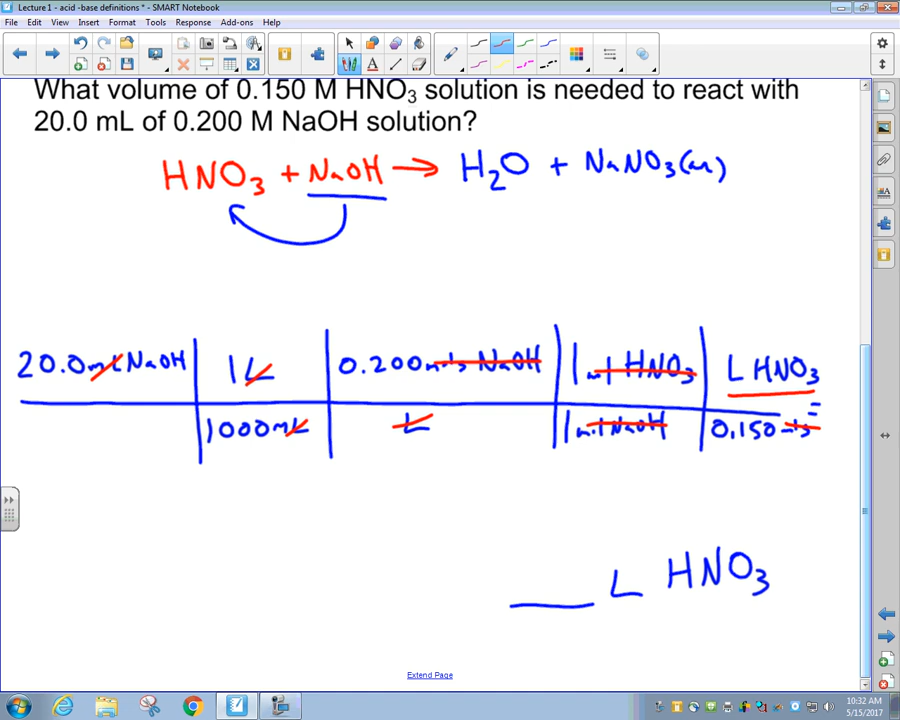 Lecture 1 - acid -base definitions * - SMART Notebook
File Edit View Insert Format Tools Response Add-ons Help
What volume of 0.150 M HNO₃ solution is needed to react with
20.0 mL of 0.200 M NaOH solution?
HNO₃ + NaOH → H₂O + NaNO₃(aq)
20.0 mL NaOH | 1 L | 0.200 mols NaOH | 1 mol HNO₃ | L HNO₃ =
1000 mL | L | 1 mol NaOH | 0.150 mols
___ L HNO₃
Extend Page
10:32 AM
5/15/2017